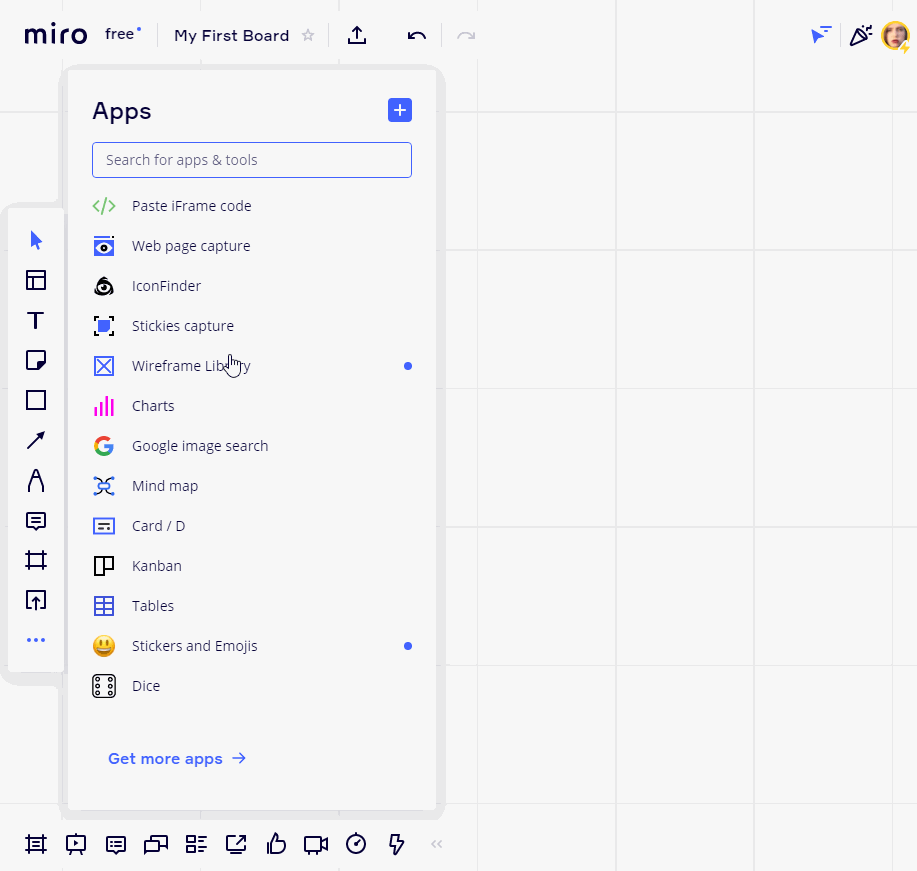 miro free My First Board
Apps
Search for apps & tools
Paste iFrame code
Web page capture
IconFinder
Stickies capture
Wireframe Library
Charts
Google image search
Mind map
Card / D
Kanban
Tables
Stickers and Emojis
Dice
Get more apps